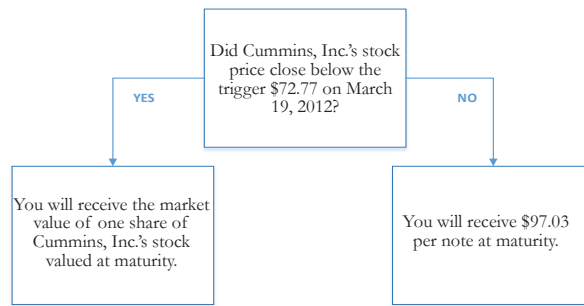 Did Cummins, Inc.’s stock
price close below the
trigger $72.77 on March
19, 2012?
YES
NO
You will receive the market
value of one share of
Cummins, Inc.’s stock
valued at maturity.
You will receive $97.03
per note at maturity.